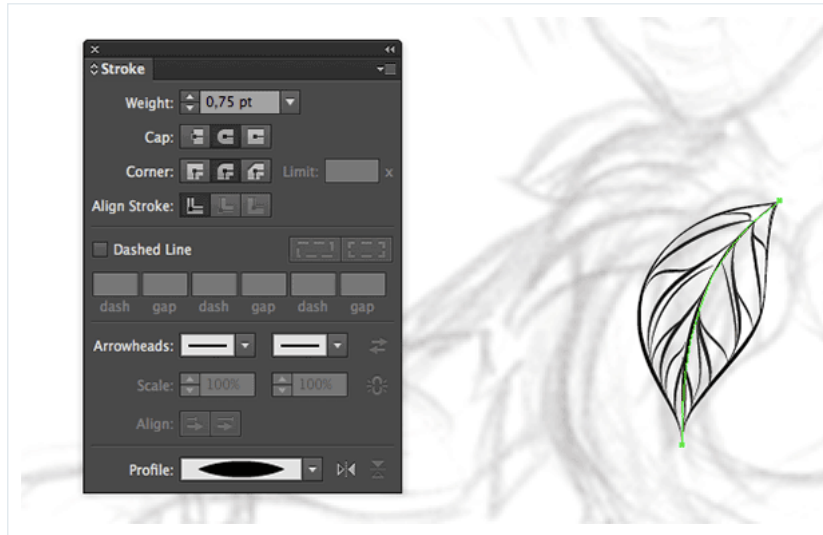 Stroke
Weight: 0,75 pt
Cap:
Corner: Limit: x
Align Stroke:
Dashed Line
dash gap dash gap dash gap
Arrowheads:
Scale: 100% 100%
Align:
Profile: